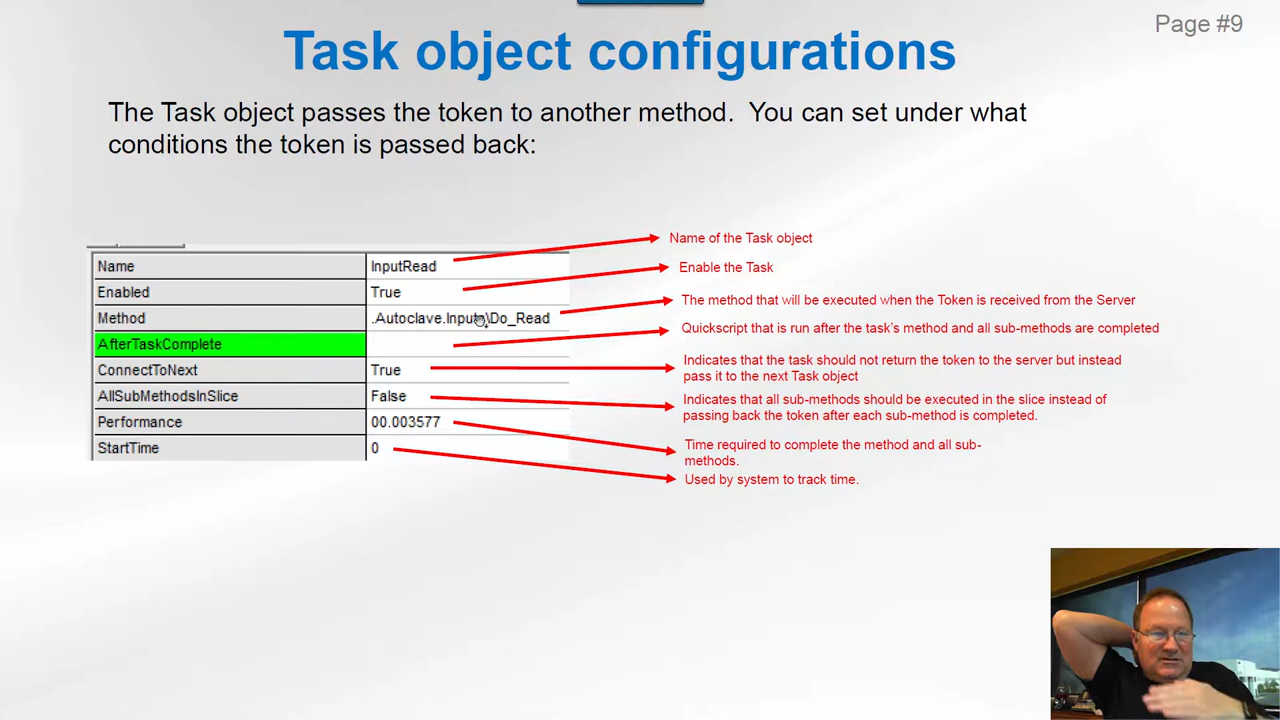 Page #9
Task object configurations
The Task object passes the token to another method. You can set under what
conditions the token is passed back:
Name InputRead
Name of the Task object
Enabled True
Enable the Task
Method .Autoclave.Inputs\Do_Read
The method that will be executed when the Token is received from the Server
AfterTaskComplete
Quickscript that is run after the task's method and all sub-methods are completed
ConnectToNext True
Indicates that the task should not return the token to the server but instead
pass it to the next Task object
AllSubMethodsInSlice False
Indicates that all sub-methods should be executed in the slice instead of
passing back the token after each sub-method is completed.
Performance 00.003577
Time required to complete the method and all sub-
methods.
StartTime 0
Used by system to track time.